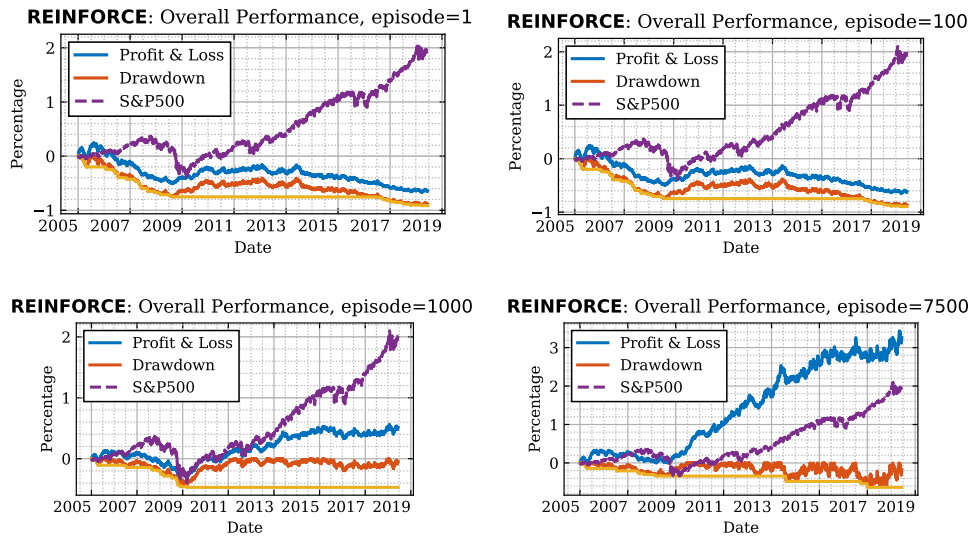 REINFORCE: Overall Performance, episode=1
2
1
0
−1
Percentage
Profit & Loss
Drawdown
S&P500
2005 2007 2009 2011 2013 2015 2017 2019
Date
REINFORCE: Overall Performance, episode=100
2
1
0
−1
Percentage
Profit & Loss
Drawdown
S&P500
2005 2007 2009 2011 2013 2015 2017 2019
Date
REINFORCE: Overall Performance, episode=1000
2
1
0
Percentage
Profit & Loss
Drawdown
S&P500
2005 2007 2009 2011 2013 2015 2017 2019
Date
REINFORCE: Overall Performance, episode=7500
3
2
1
0
Percentage
Profit & Loss
Drawdown
S&P500
2005 2007 2009 2011 2013 2015 2017 2019
Date